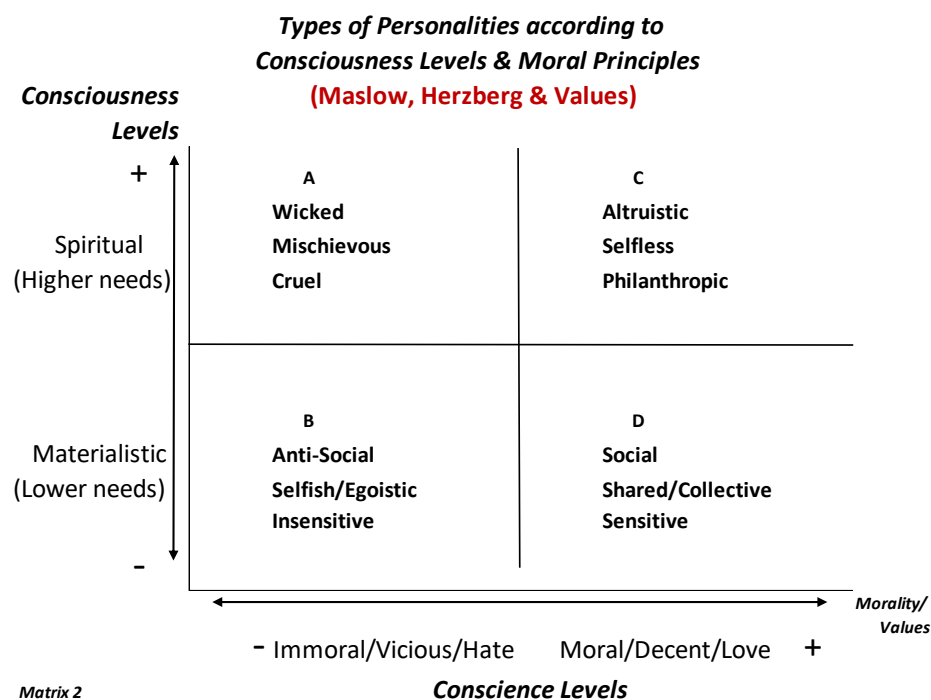 Types of Personalities according to
Consciousness Levels & Moral Principles
(Maslow, Herzberg & Values)
Consciousness
Levels
+
Spiritual
(Higher needs)
A
Wicked
Mischievous
Cruel
C
Altruistic
Selfless
Philanthropic
Materialistic
(Lower needs)
-
B
Anti-Social
Selfish/Egoistic
Insensitive
D
Social
Shared/Collective
Sensitive
Morality/
Values
- Immoral/Vicious/Hate Moral/Decent/Love +
Conscience Levels
Matrix 2